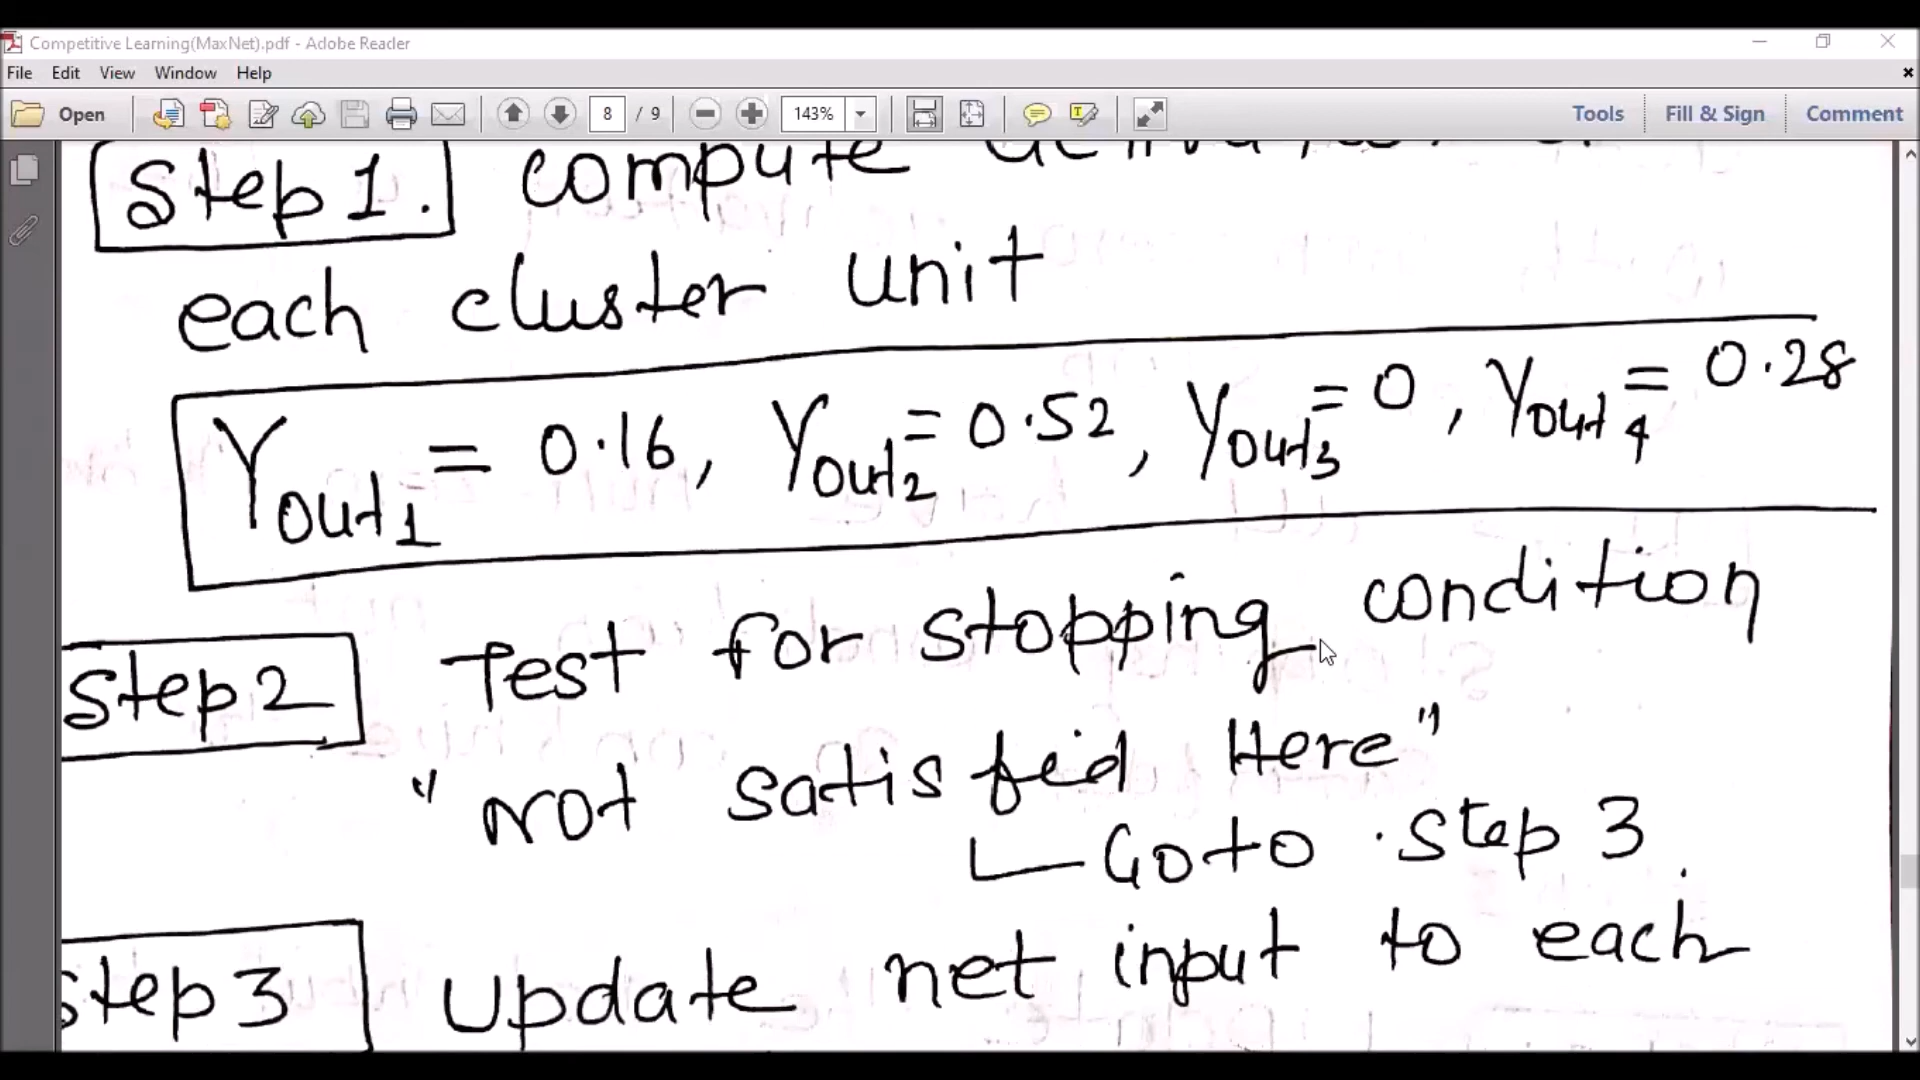 Competitive Learning(MaxNet).pdf - Adobe Reader
File Edit View Window Help
Open 8 / 9 143% Tools Fill & Sign Comment
Step 1. compute
each cluster unit
Yout1 = 0.16, Yout2 = 0.52, Yout3 = 0, Yout4 = 0.28
Step 2 Test for stopping condition
"Not satisfied Here"
Go to step 3.
Step 3 update net input to each